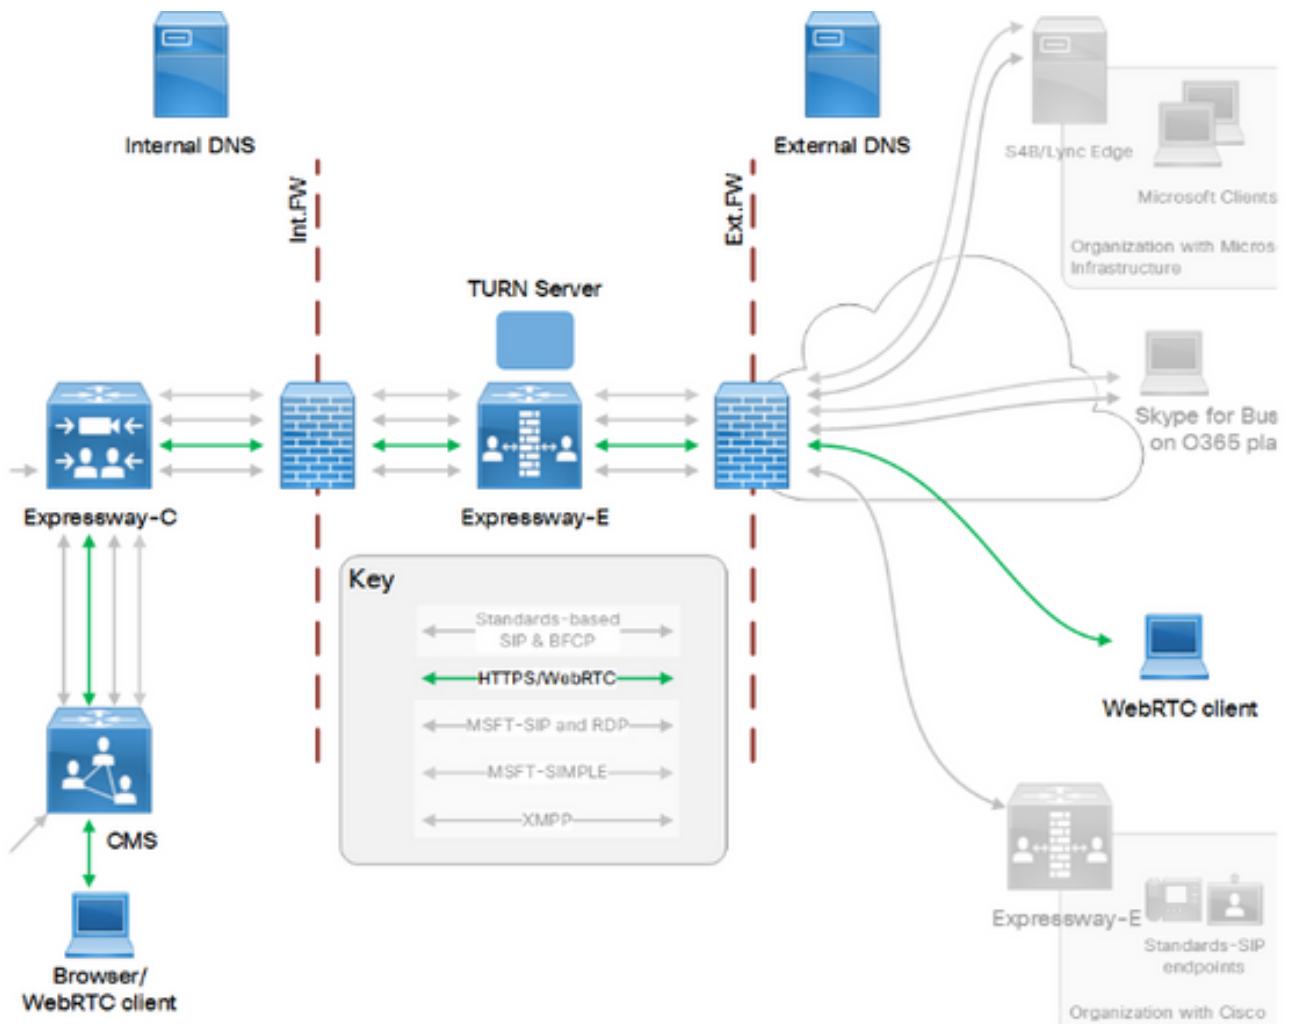 Internal DNS
External DNS
S4B/Lync Edge
Microsoft Clients
Organization with Micros
Infrastructure
Int.FW
Ext.FW
TURN Server
Skype for Bus
on O365 pla
Expressway-C
Expressway-E
Key
Standards-based
SIP & BFCP
HTTPS/WebRTC
MSFT-SIP and RDP
MSFT-SIMPLE
XMPP
WebRTC client
CMS
Expressway-E
Standards-SIP
endpoints
Browser/
WebRTC client
Organization with Cisco